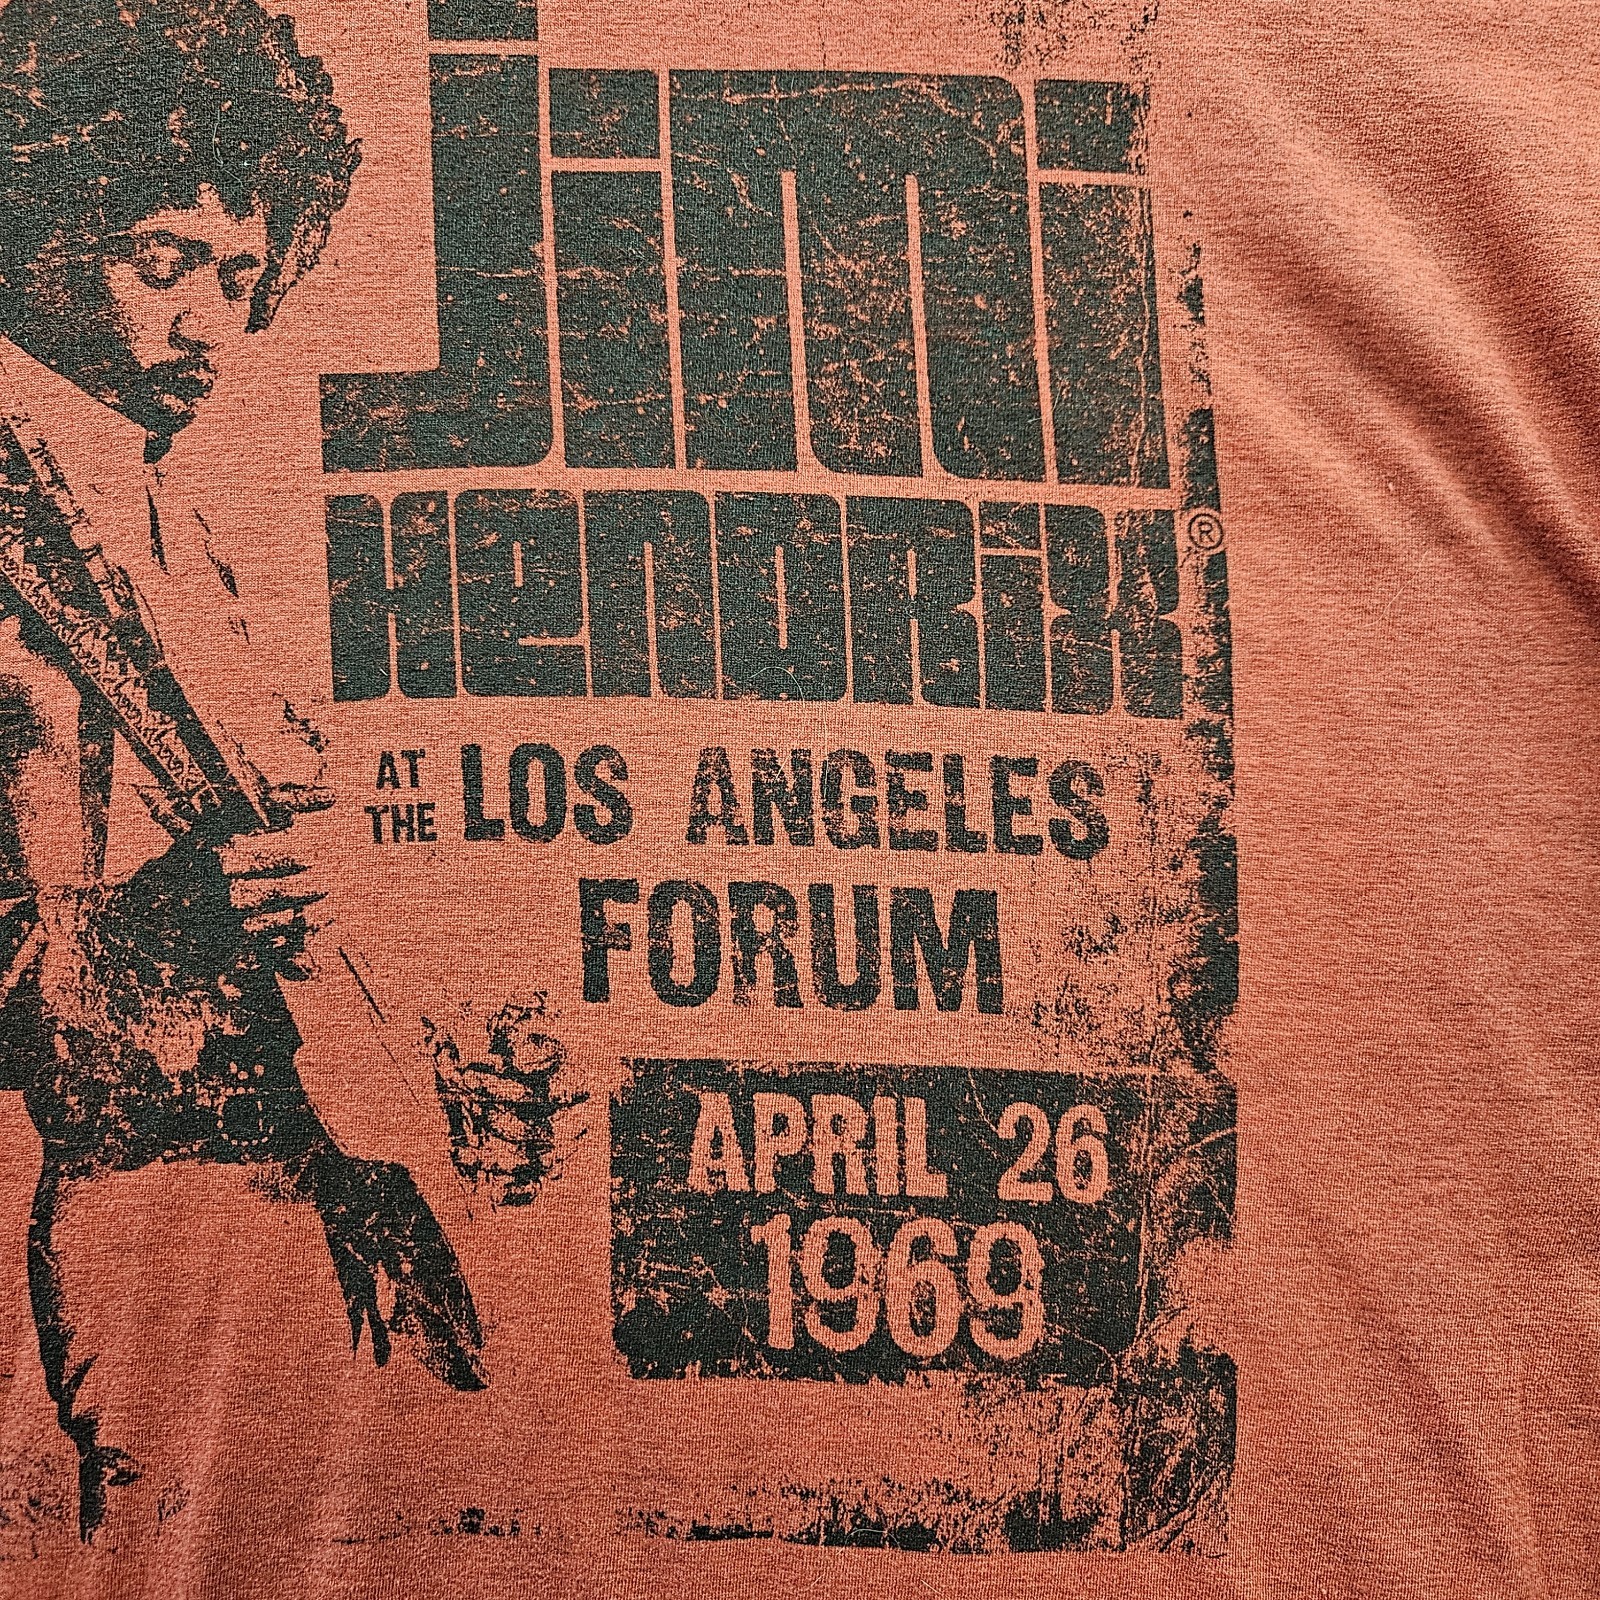 Jimi
HENDRIX®
AT THE LOS ANGELES
FORUM
APRIL 26
1969